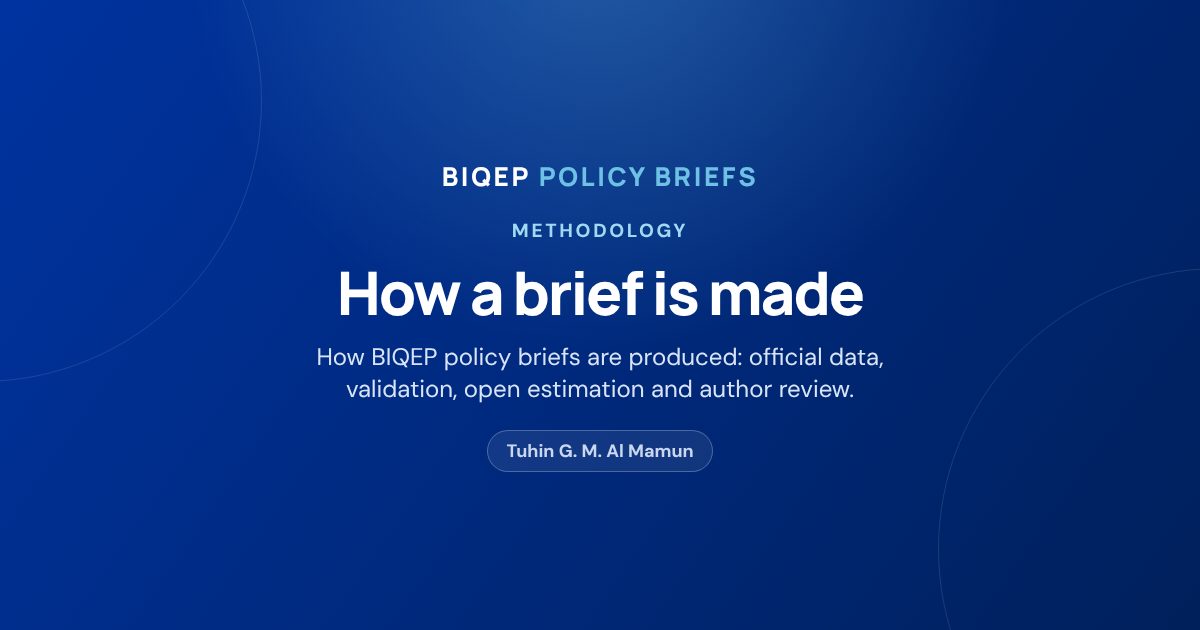 BIQEP POLICY BRIEFS
METHODOLOGY
How a brief is made
How BIQEP policy briefs are produced: official data,
validation, open estimation and author review.
Tuhin G. M. Al Mamun